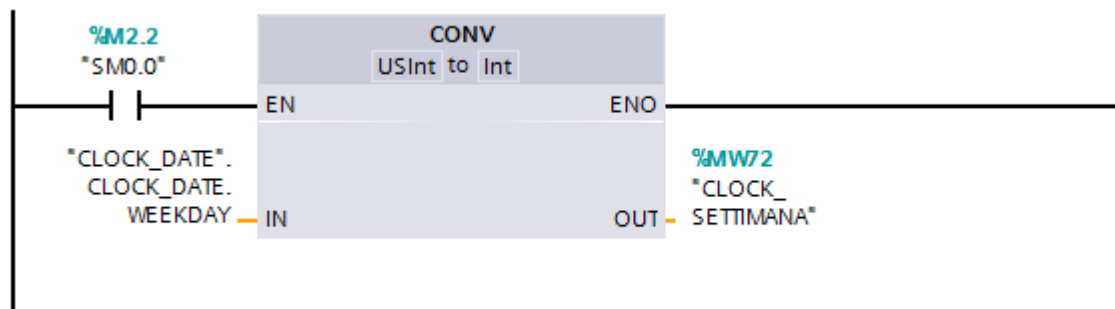 %M2.2
"SM0.0"
CONV
USInt to Int
EN
ENO
"CLOCK_DATE".
CLOCK_DATE.
WEEKDAY
IN
OUT
%MW72
"CLOCK_
SETTIMANA"